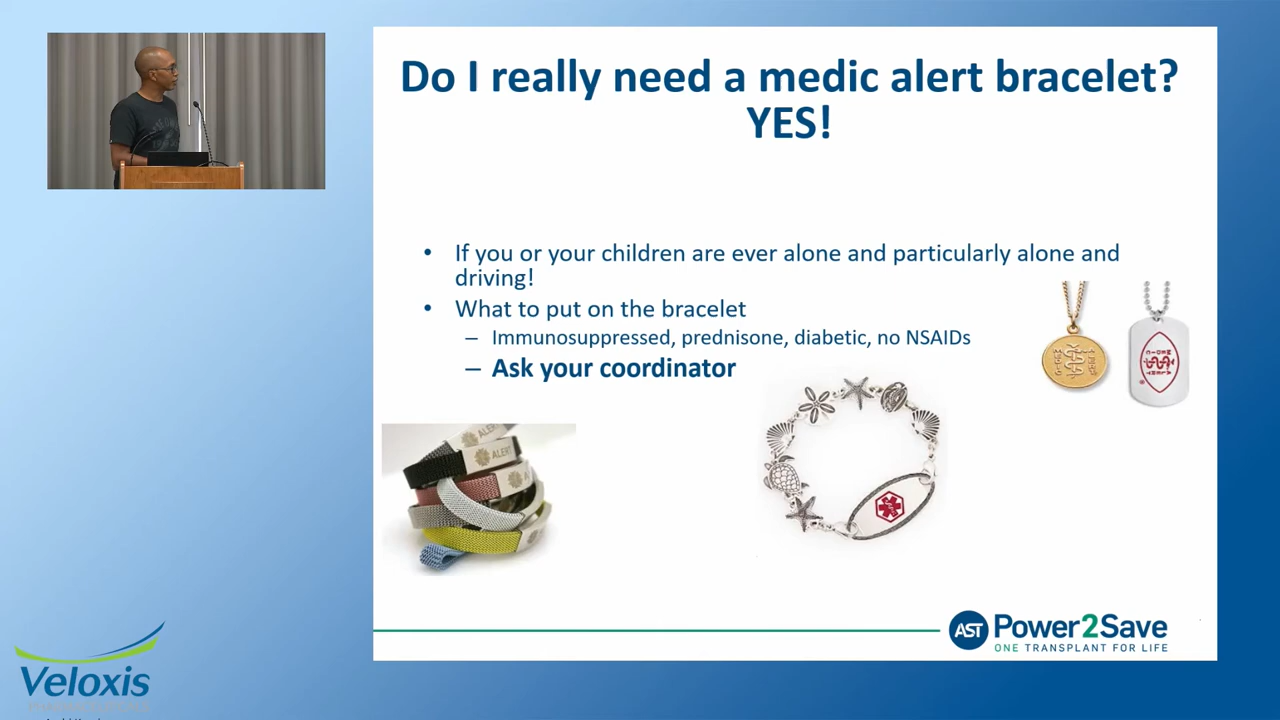 Do I really need a medic alert bracelet?
YES!
• If you or your children are ever alone and particularly alone and
driving!
• What to put on the bracelet
– Immunosuppressed, prednisone, diabetic, no NSAIDs
– Ask your coordinator
ALERT
AST Power2Save
ONE TRANSPLANT FOR LIFE
Veloxis